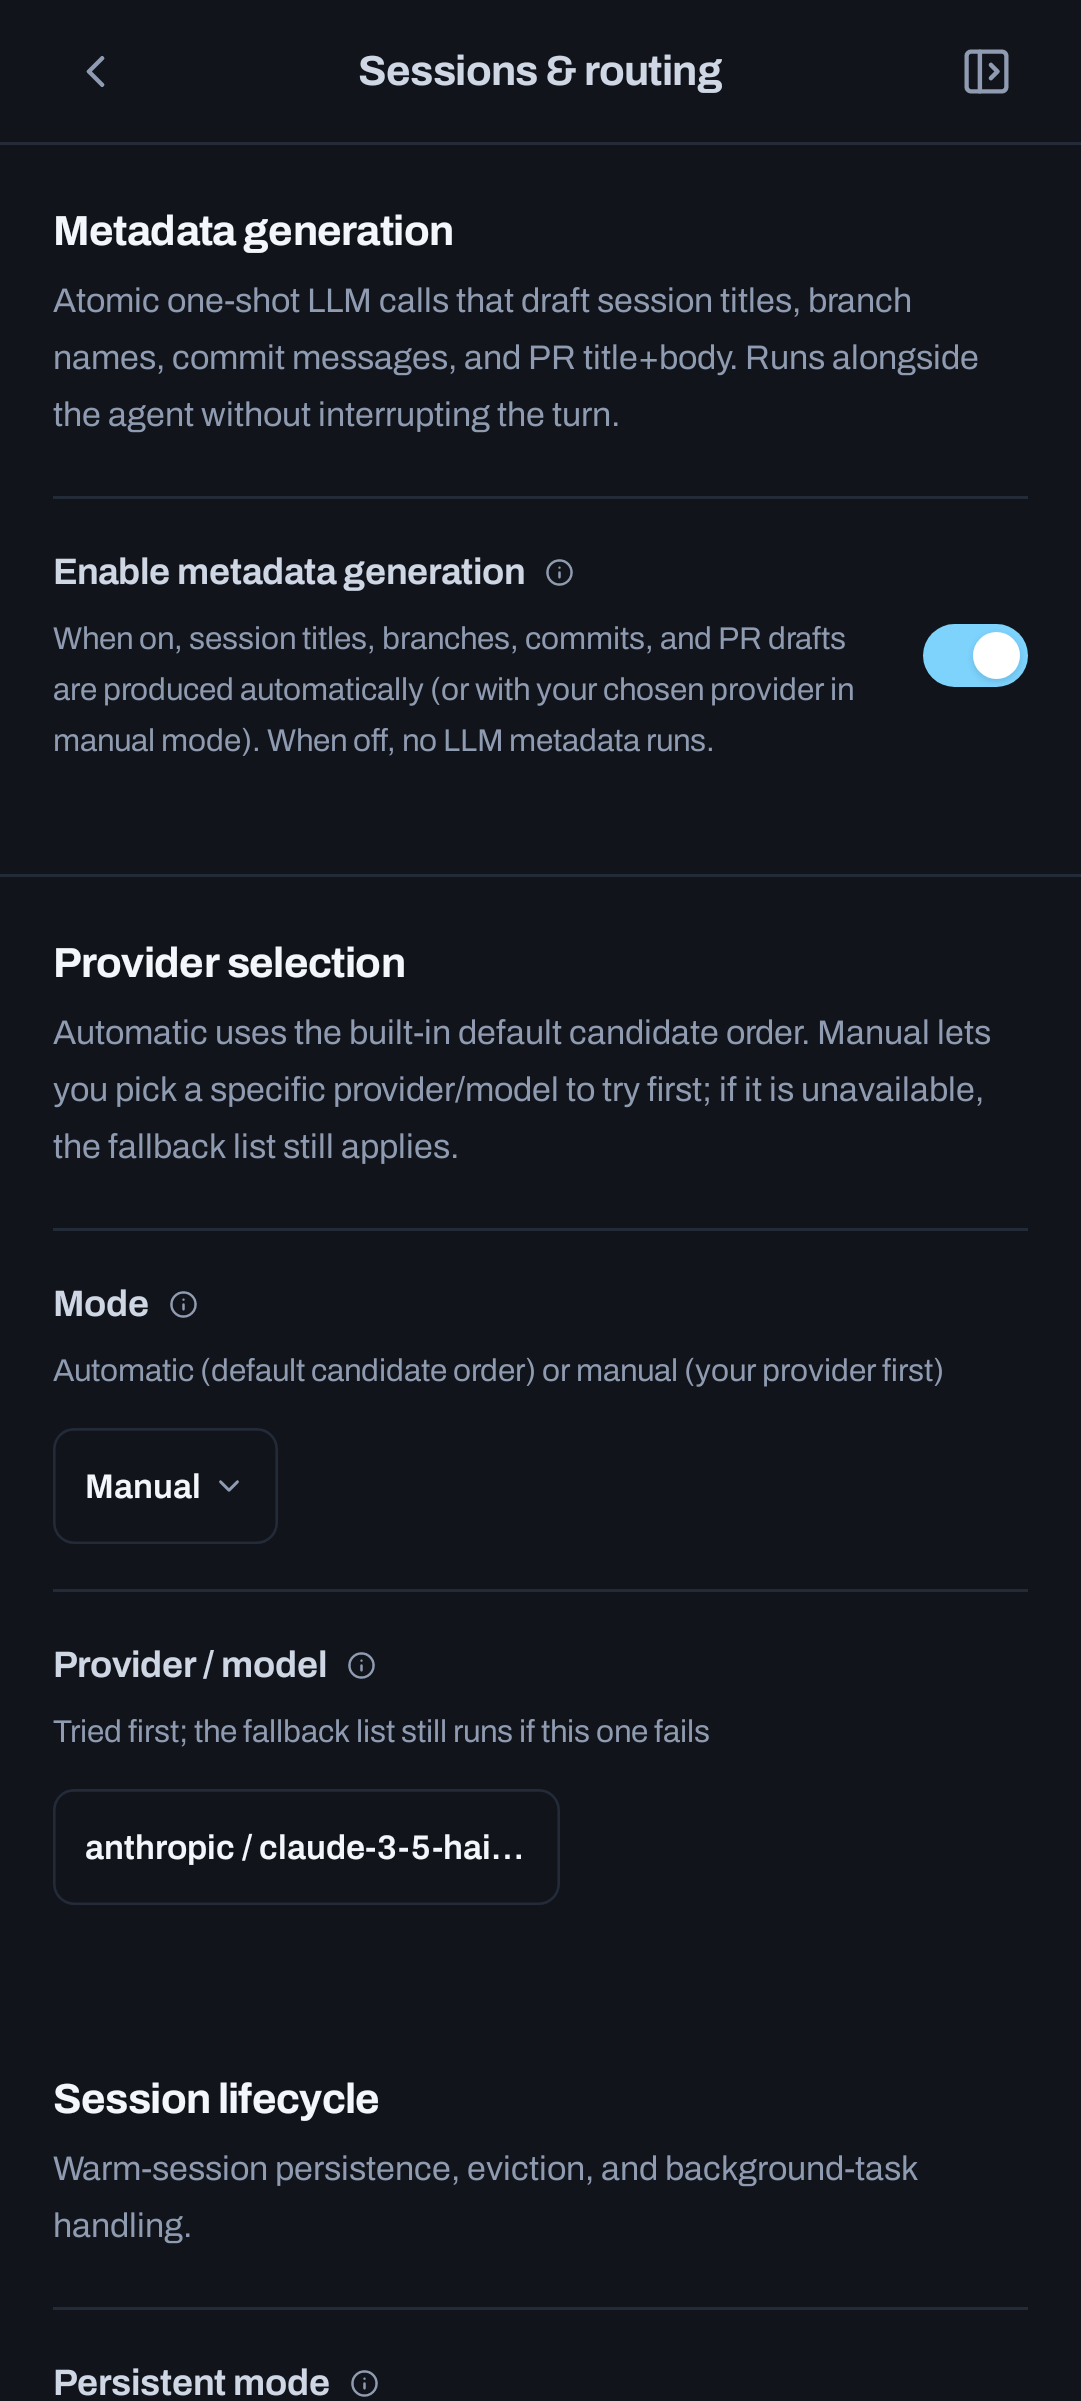 Sessions & routing
Metadata generation
Atomic one-shot LLM calls that draft session titles, branch
names, commit messages, and PR title+body. Runs alongside
the agent without interrupting the turn.
Enable metadata generation
When on, session titles, branches, commits, and PR drafts
are produced automatically (or with your chosen provider in
manual mode). When off, no LLM metadata runs.
Provider selection
Automatic uses the built-in default candidate order. Manual lets
you pick a specific provider/model to try first; if it is unavailable,
the fallback list still applies.
Mode
Automatic (default candidate order) or manual (your provider first)
Manual
Provider / model
Tried first; the fallback list still runs if this one fails
anthropic / claude-3-5-hai...
Session lifecycle
Warm-session persistence, eviction, and background-task
handling.
Persistent mode